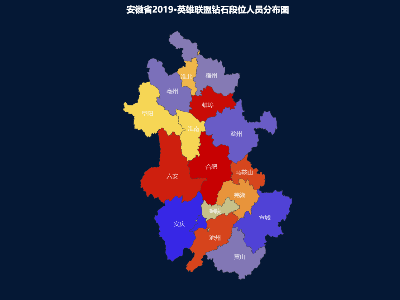 安徽省2019-英雄联盟钻石段位人员分布图
淮北
宿州
亳州
蚌埠
阜阳
淮南
滁州
合肥
六安
马鞍山
芜湖
铜陵
宣城
安庆
池州
黄山